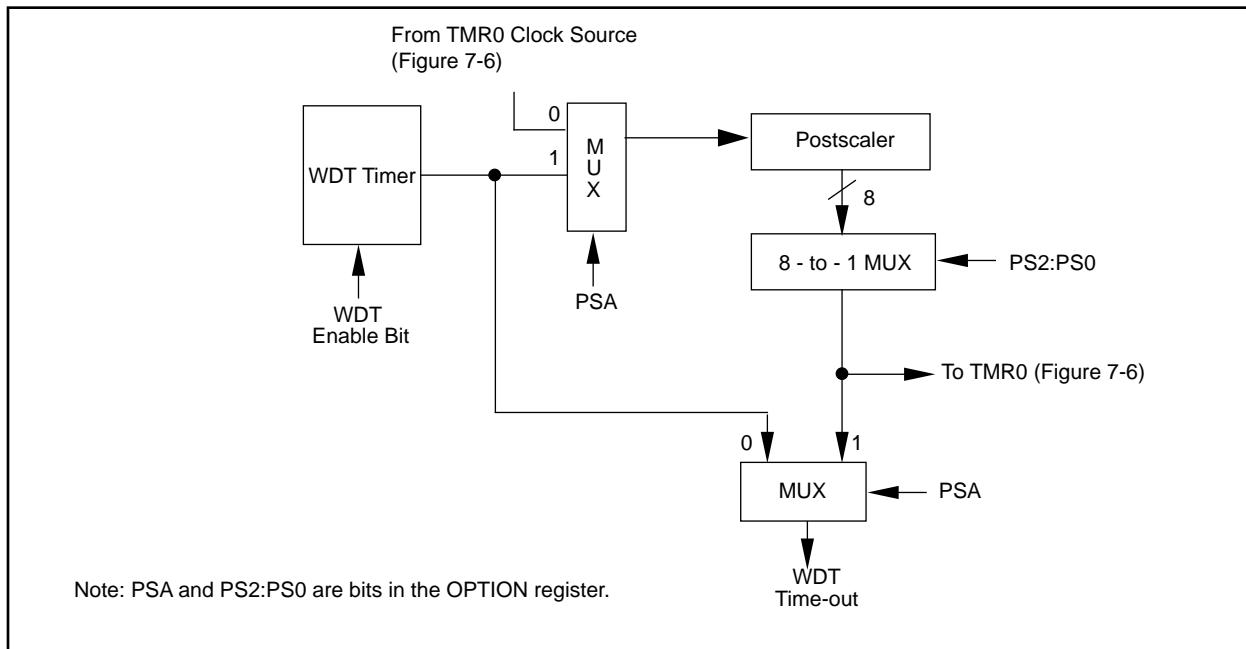 From TMR0 Clock Source
(Figure 7-6)
0
1
M
U
X
WDT Timer
Postscaler
8
8 - to - 1 MUX
PS2:PS0
PSA
WDT
Enable Bit
To TMR0 (Figure 7-6)
0
1
MUX
PSA
WDT
Time-out
Note: PSA and PS2:PS0 are bits in the OPTION register.